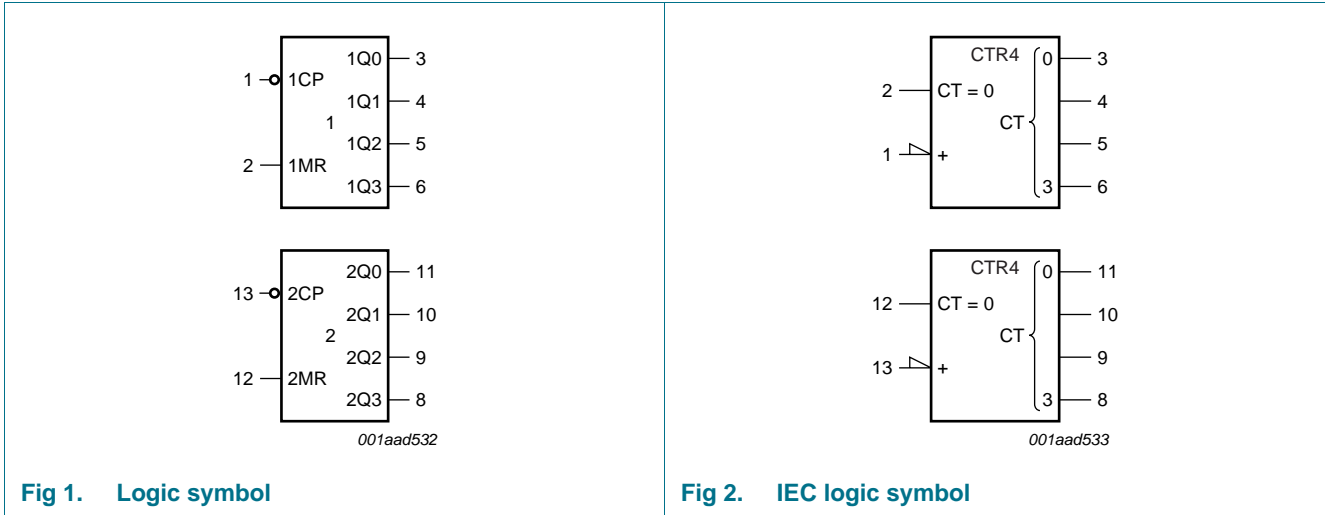 1 1CP 1Q0 3
1Q1 4
1
1Q2 5
2 1MR
1Q3 6
13 2CP 2Q0 11
2Q1 10
2
2Q2 9
12 2MR
2Q3 8
001aad532
Fig 1. Logic symbol
CTR4 0 3
2 CT = 0 4
CT
5
1 +
3 6
CTR4 0 11
12 CT = 0 10
CT
9
13 +
3 8
001aad533
Fig 2. IEC logic symbol